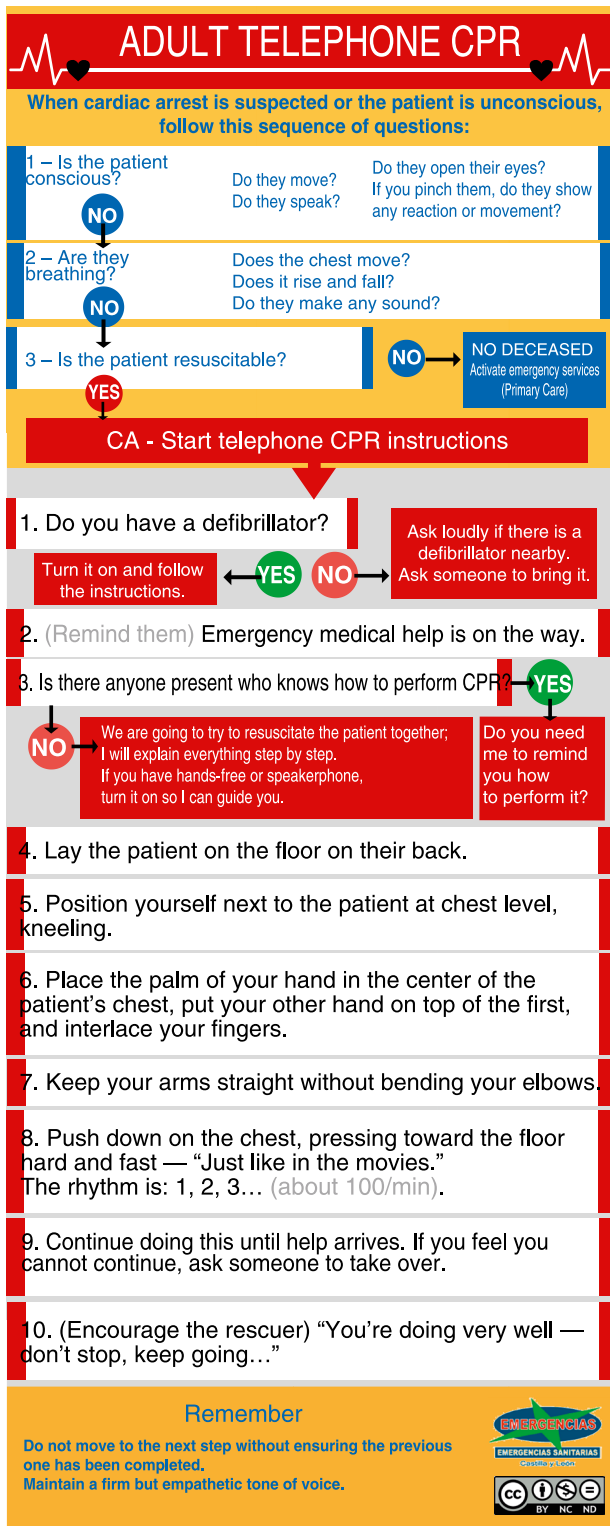 ADULT TELEPHONE CPR
When cardiac arrest is suspected or the patient is unconscious,
follow this sequence of questions:
1 – Is the patient
conscious?
Do they move?
Do they speak?
Do they open their eyes?
If you pinch them, do they show
any reaction or movement?
NO
2 – Are they
breathing?
Does the chest move?
Does it rise and fall?
Do they make any sound?
NO
3 – Is the patient resuscitable?
NO
NO DECEASED
Activate emergency services
(Primary Care)
YES
CA - Start telephone CPR instructions
1. Do you have a defibrillator?
YES
Turn it on and follow
the instructions.
NO
Ask loudly if there is a
defibrillator nearby.
Ask someone to bring it.
2. (Remind them) Emergency medical help is on the way.
3. Is there anyone present who knows how to perform CPR?
YES
NO
We are going to try to resuscitate the patient together;
I will explain everything step by step.
If you have hands-free or speakerphone,
turn it on so I can guide you.
Do you need
me to remind
you how
to perform it?
4. Lay the patient on the floor on their back.
5. Position yourself next to the patient at chest level,
kneeling.
6. Place the palm of your hand in the center of the
patient's chest, put your other hand on top of the first,
and interlace your fingers.
7. Keep your arms straight without bending your elbows.
8. Push down on the chest, pressing toward the floor
hard and fast — “Just like in the movies.”
The rhythm is: 1, 2, 3... (about 100/min).
9. Continue doing this until help arrives. If you feel you
cannot continue, ask someone to take over.
10. (Encourage the rescuer) “You're doing very well —
don't stop, keep going...”
Remember
Do not move to the next step without ensuring the previous
one has been completed.
Maintain a firm but empathetic tone of voice.
EMERGENCIAS
EMERGENCIAS SANITARIAS
Castilla y León
cc
BY NC ND